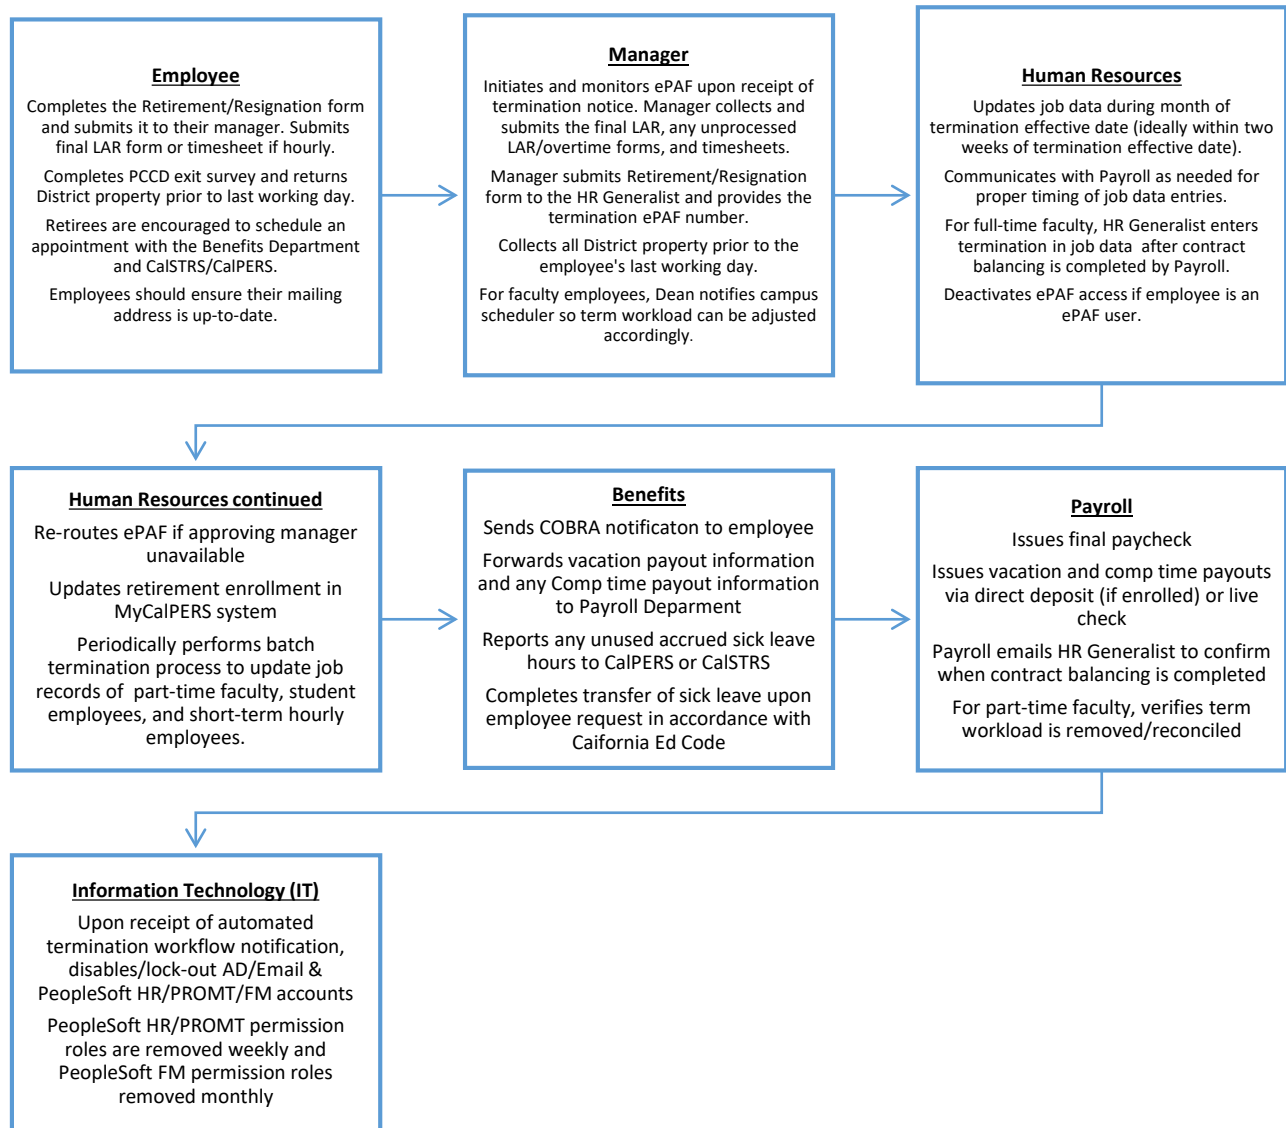 Employee
Completes the Retirement/Resignation form
and submits it to their manager. Submits
final LAR form or timesheet if hourly.
Completes PCCD exit survey and returns
District property prior to last working day.
Retirees are encouraged to schedule an
appointment with the Benefits Department
and CalSTRS/CalPERS.
Employees should ensure their mailing
address is up-to-date.
Manager
Initiates and monitors ePAF upon receipt of
termination notice. Manager collects and
submits the final LAR, any unprocessed
LAR/overtime forms, and timesheets.
Manager submits Retirement/Resignation
form to the HR Generalist and provides the
termination ePAF number.
Collects all District property prior to the
employee's last working day.
For faculty employees, Dean notifies campus
scheduler so term workload can be adjusted
accordingly.
Human Resources
Updates job data during month of
termination effective date (ideally within two
weeks of termination effective date).
Communicates with Payroll as needed for
proper timing of job data entries.
For full-time faculty, HR Generalist enters
termination in job data after contract
balancing is completed by Payroll.
Deactivates ePAF access if employee is an
ePAF user.
Human Resources continued
Re-routes ePAF if approving manager
unavailable
Updates retirement enrollment in
MyCalPERS system
Periodically performs batch
termination process to update job
records of part-time faculty, student
employees, and short-term hourly
employees.
Benefits
Sends COBRA notificaton to employee
Forwards vacation payout information
and any Comp time payout information
to Payroll Deparment
Reports any unused accrued sick leave
hours to CalPERS or CalSTRS
Completes transfer of sick leave upon
employee request in accordance with
Caifornia Ed Code
Payroll
Issues final paycheck
Issues vacation and comp time payouts
via direct deposit (if enrolled) or live
check
Payroll emails HR Generalist to confirm
when contract balancing is completed
For part-time faculty, verifies term
workload is removed/reconciled
Information Technology (IT)
Upon receipt of automated
termination workflow notification,
disables/lock-out AD/Email &
PeopleSoft HR/PROMT/FM accounts
PeopleSoft HR/PROMT permission
roles are removed weekly and
PeopleSoft FM permission roles
removed monthly